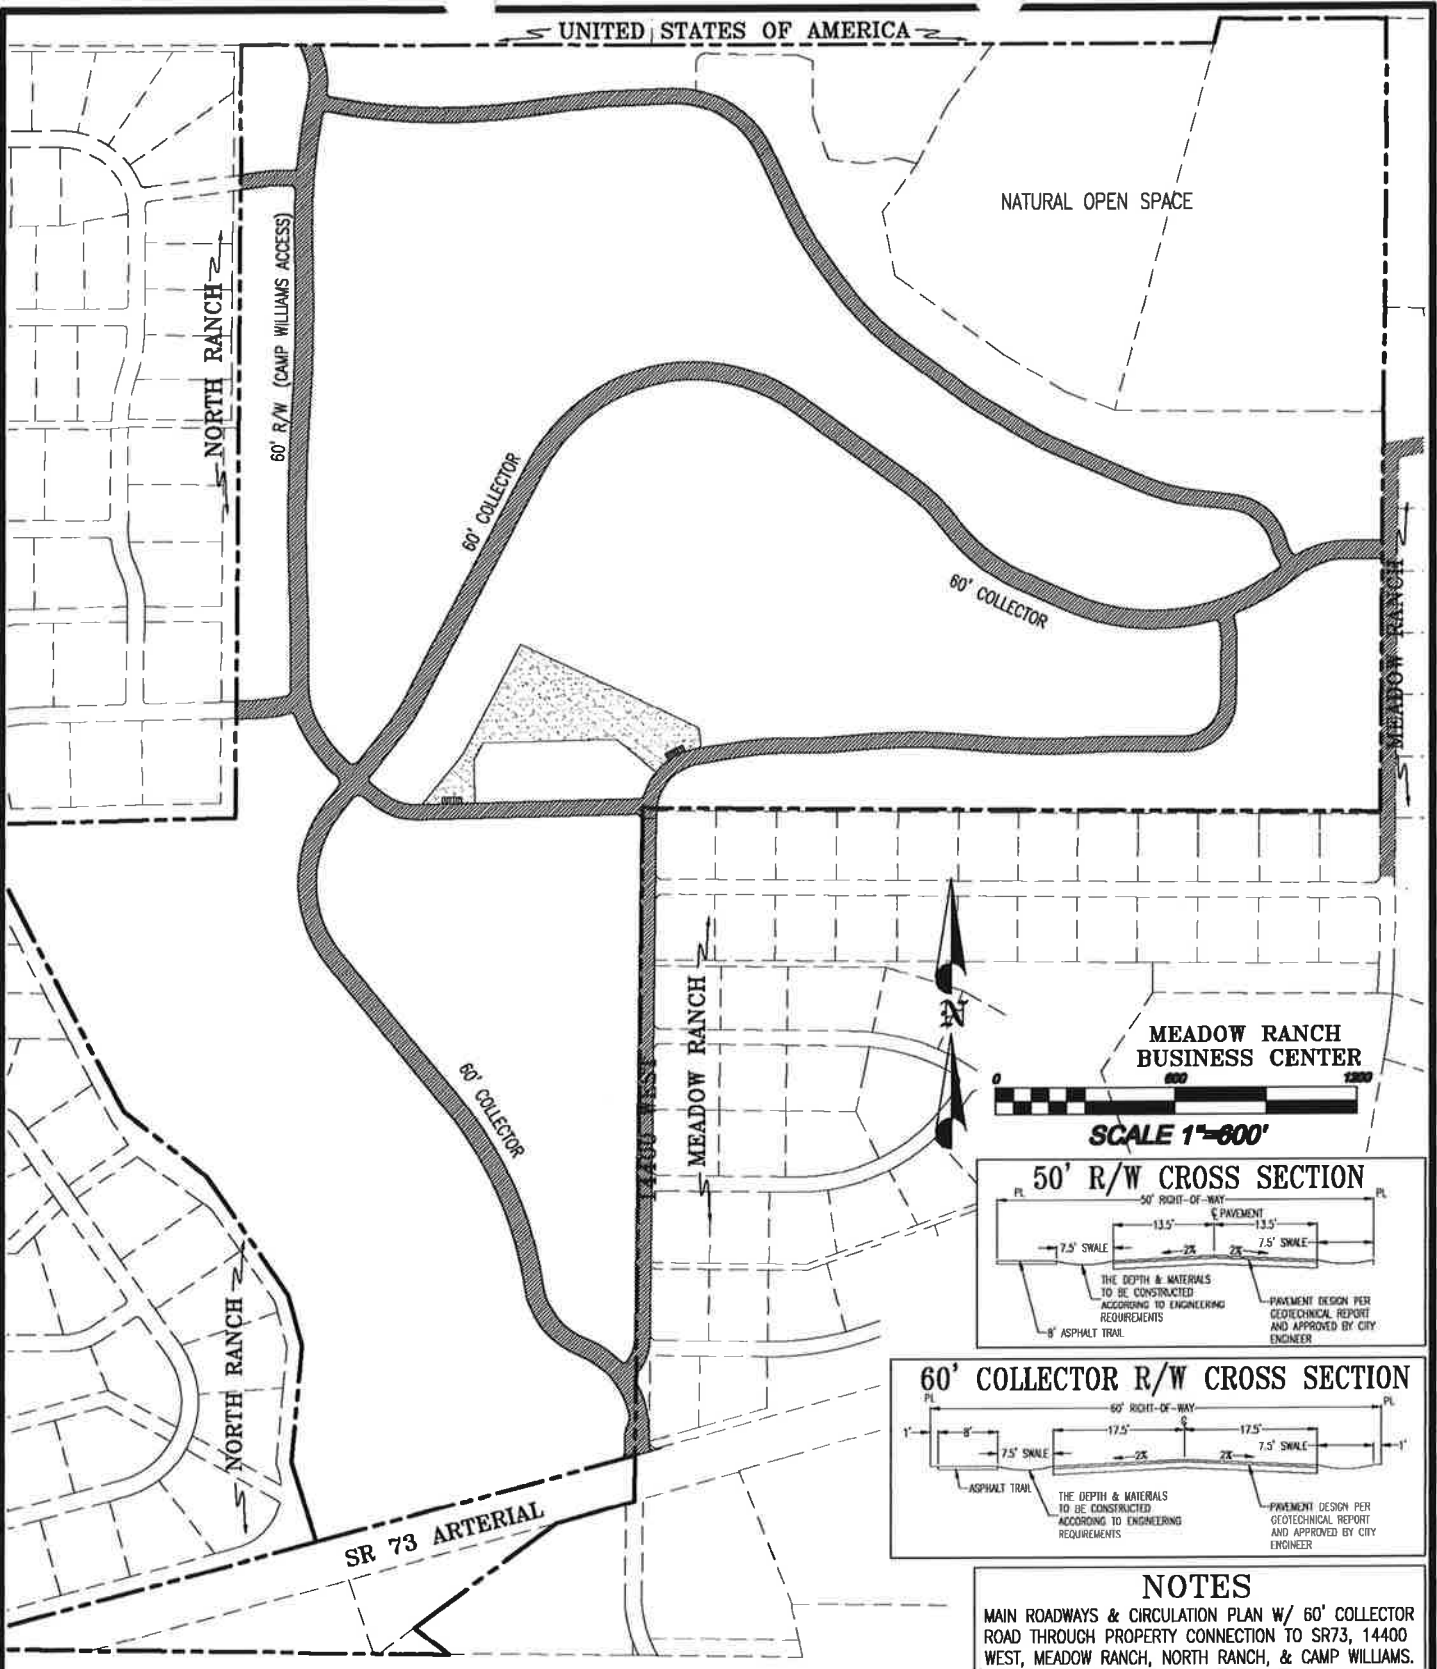 UNITED STATES OF AMERICA
NATURAL OPEN SPACE
NORTH RANCH
60' R/W (CAMP WILLIAMS ACCESS)
60' COLLECTOR
60' COLLECTOR
MEADOW RANCH
60' COLLECTOR
14400 WEST
MEADOW RANCH
N
MEADOW RANCH
BUSINESS CENTER
0 600 1200
SCALE 1"=600'
NORTH RANCH
SR 73 ARTERIAL
50' R/W CROSS SECTION
PL PL
50' RIGHT-OF-WAY
℄ PAVEMENT
13.5' 13.5'
7.5' SWALE 2% 2% 7.5' SWALE
THE DEPTH & MATERIALS
TO BE CONSTRUCTED
ACCORDING TO ENGINEERING
REQUIREMENTS
PAVEMENT DESIGN PER
GEOTECHNICAL REPORT
AND APPROVED BY CITY
ENGINEER
8' ASPHALT TRAIL
60' COLLECTOR R/W CROSS SECTION
PL PL
60' RIGHT-OF-WAY
℄
1' 8' 17.5' 17.5'
7.5' SWALE 2% 2% 7.5' SWALE 1'
ASPHALT TRAIL
THE DEPTH & MATERIALS
TO BE CONSTRUCTED
ACCORDING TO ENGINEERING
REQUIREMENTS
PAVEMENT DESIGN PER
GEOTECHNICAL REPORT
AND APPROVED BY CITY
ENGINEER
NOTES
MAIN ROADWAYS & CIRCULATION PLAN W/ 60' COLLECTOR
ROAD THROUGH PROPERTY CONNECTION TO SR73, 14400
WEST, MEADOW RANCH, NORTH RANCH, & CAMP WILLIAMS.